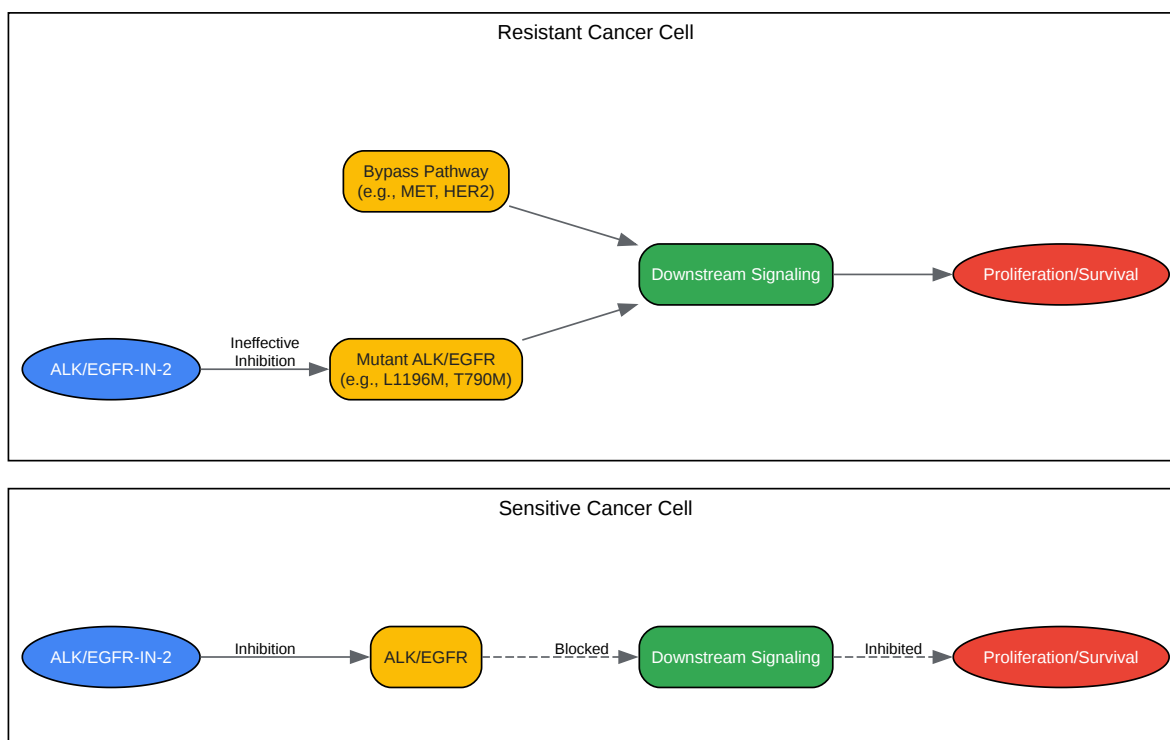 Resistant Cancer Cell
Bypass Pathway
(e.g., MET, HER2)
Downstream Signaling
Proliferation/Survival
Ineffective
Inhibition
ALK/EGFR-IN-2
Mutant ALK/EGFR
(e.g., L1196M, T790M)
Sensitive Cancer Cell
ALK/EGFR-IN-2
Inhibition
ALK/EGFR
Blocked
Downstream Signaling
Inhibited
Proliferation/Survival